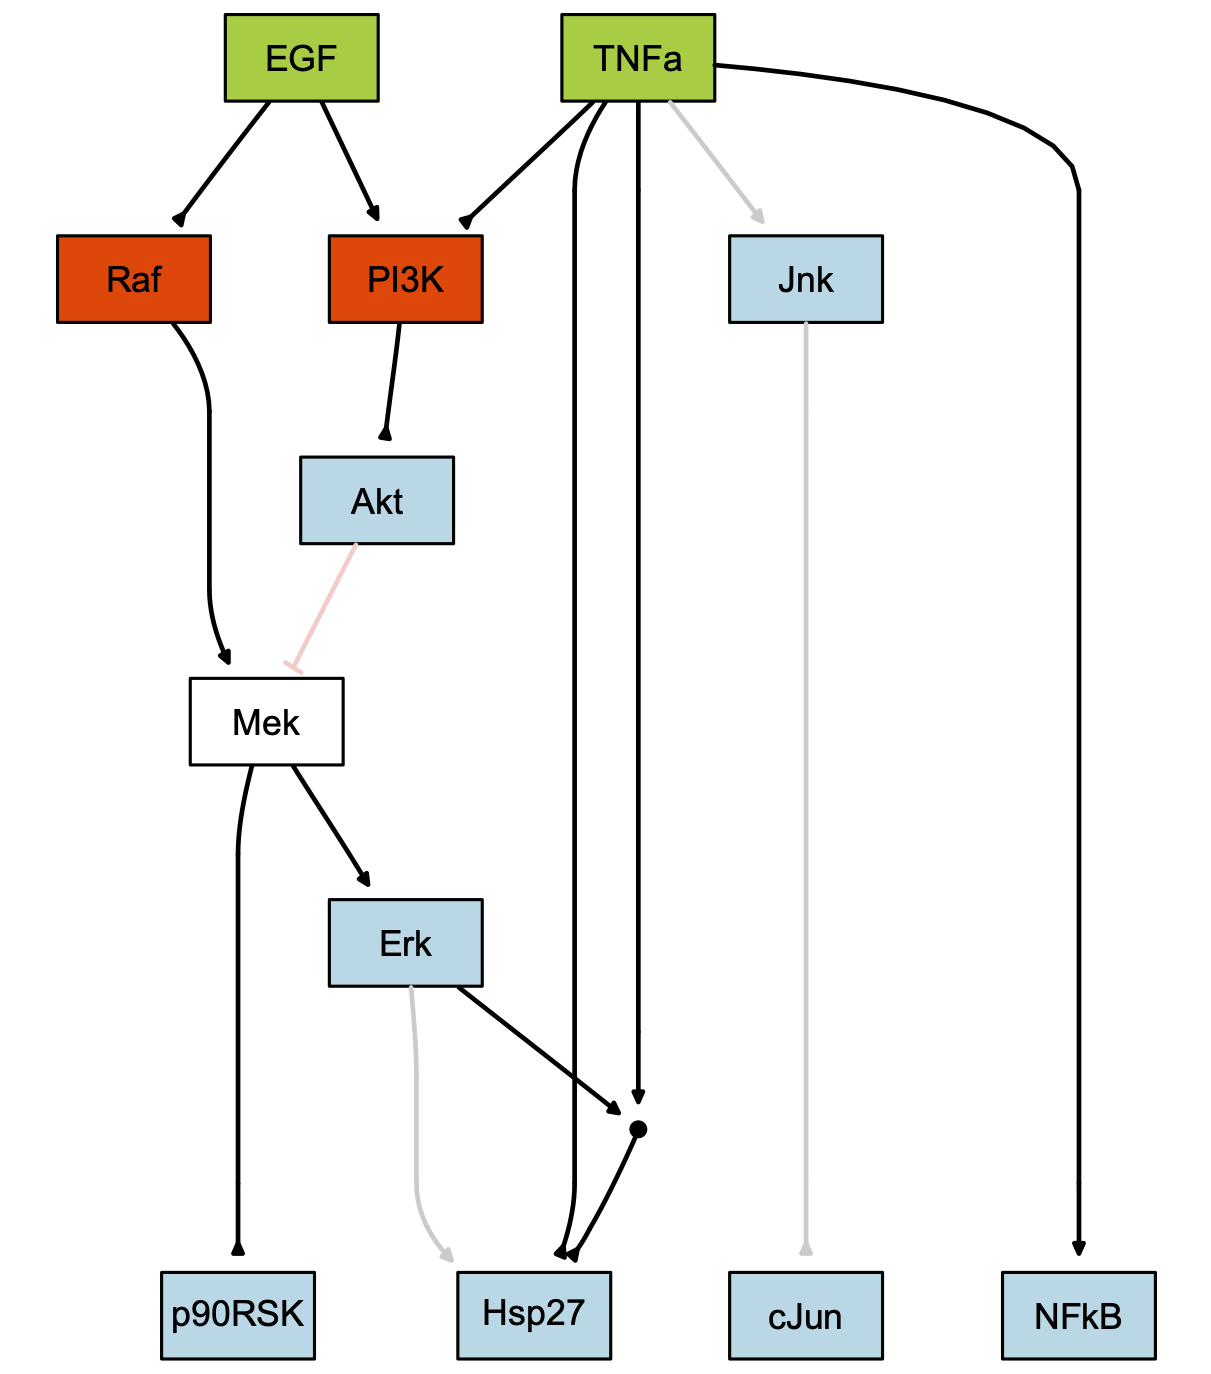 EGF
TNFa
Raf
PI3K
Jnk
Akt
Mek
Erk
p90RSK
Hsp27
cJun
NFkB